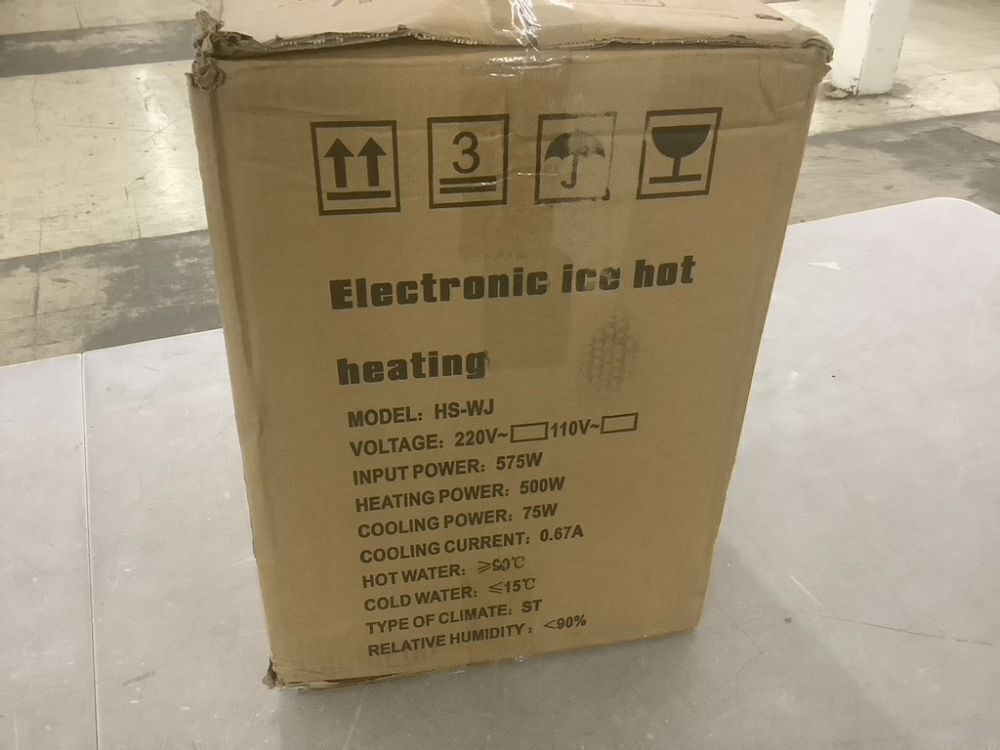 3
Electronic ice hot
heating
MODEL: HS-WJ
VOLTAGE: 220V~ 110V~
INPUT POWER: 575W
HEATING POWER: 500W
COOLING POWER: 75W
COOLING CURRENT: 0.67A
HOT WATER: ≥90℃
COLD WATER: ≤15℃
TYPE OF CLIMATE: ST
RELATIVE HUMIDITY: <90%